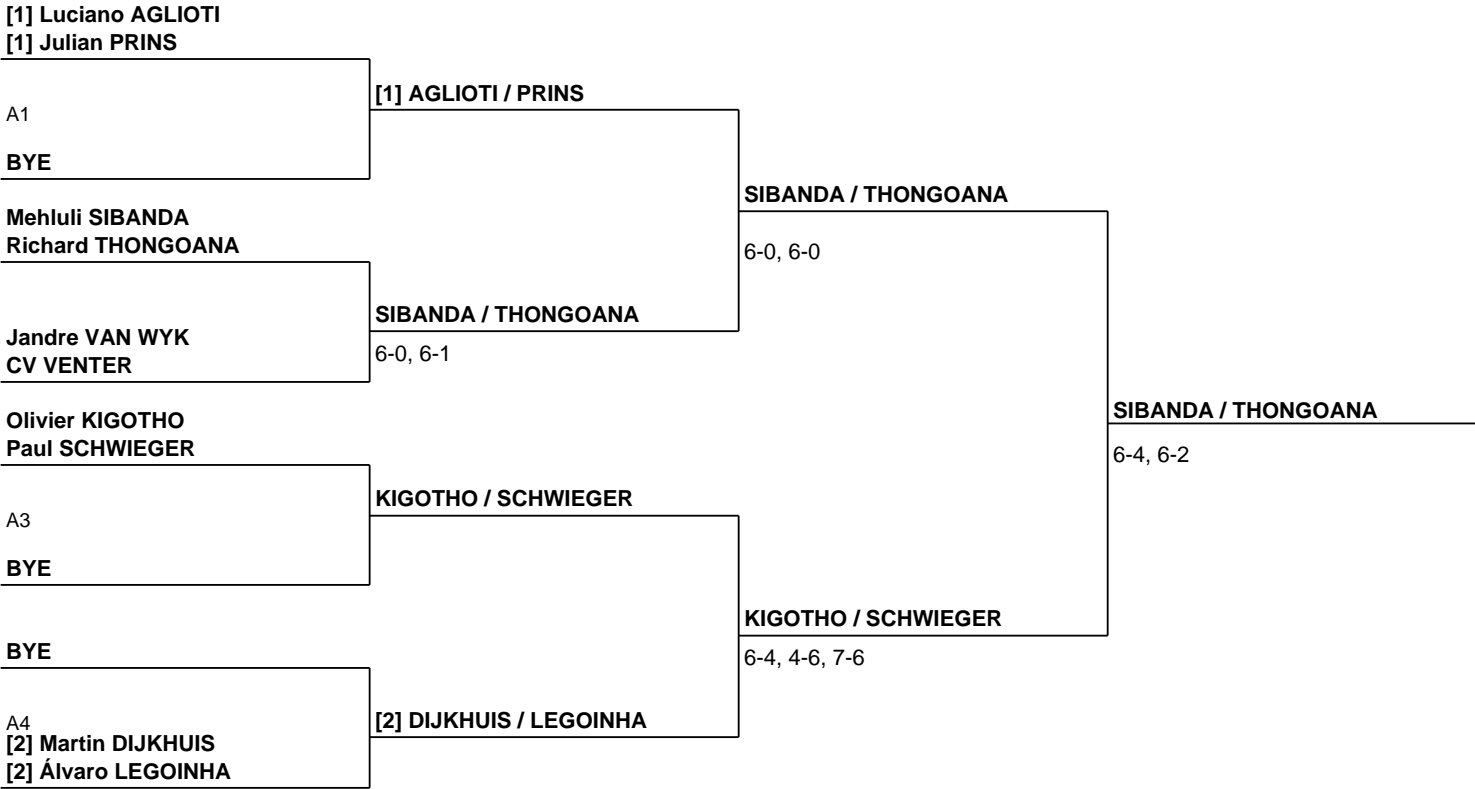 [1] Luciano AGLIOTI
[1] Julian PRINS
A1
BYE
[1] AGLIOTI / PRINS
Mehluli SIBANDA
Richard THONGOANA
Jandre VAN WYK
CV VENTER
SIBANDA / THONGOANA
6-0, 6-1
SIBANDA / THONGOANA
6-0, 6-0
Olivier KIGOTHO
Paul SCHWIEGER
A3
BYE
KIGOTHO / SCHWIEGER
BYE
A4
[2] Martin DIJKHUIS
[2] Álvaro LEGOINHA
[2] DIJKHUIS / LEGOINHA
KIGOTHO / SCHWIEGER
6-4, 4-6, 7-6
SIBANDA / THONGOANA
6-4, 6-2